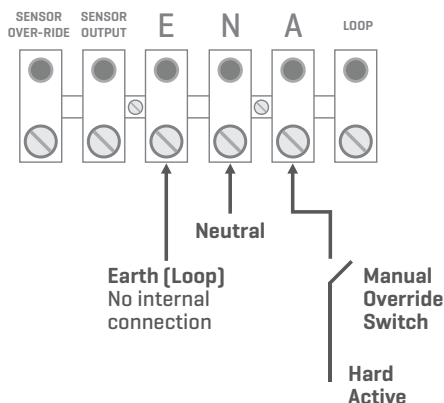 SENSOR OVER-RIDE
SENSOR OUTPUT
E
N
A
LOOP
Neutral
Earth (Loop)
No internal
connection
Manual
Override
Switch
Hard
Active